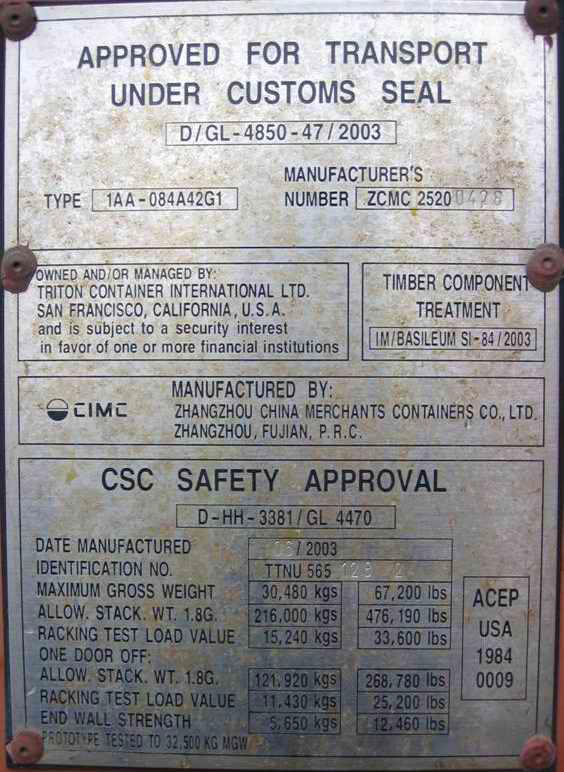 APPROVED FOR TRANSPORT
UNDER CUSTOMS SEAL
D/GL-4850-47/2003
MANUFACTURER'S
TYPE 1AA-084A42G1 NUMBER ZCMC 2520
OWNED AND/OR MANAGED BY:
TRITON CONTAINER INTERNATIONAL LTD.
SAN FRANCISCO, CALIFORNIA, U.S.A.
and is subject to a security interest
in favor of one or more financial institutions
TIMBER COMPONENT
TREATMENT
IM/BASILEUM SI-84/2003
CIMC
MANUFACTURED BY:
ZHANGZHOU CHINA MERCHANTS CONTAINERS CO., LTD.
ZHANGZHOU, FUJIAN, P.R.C.
CSC SAFETY APPROVAL
D-HH-3381/GL 4470
DATE MANUFACTURED /2003
IDENTIFICATION NO. TTNU 565
MAXIMUM GROSS WEIGHT 30,480 kgs 67,200 lbs
ALLOW. STACK. WT. 1.8G. 216,000 kgs 476,190 lbs
RACKING TEST LOAD VALUE 15,240 kgs 33,600 lbs
ONE DOOR OFF:
ALLOW. STACK. WT. 1.8G. 121,920 kgs 268,780 lbs
RACKING TEST LOAD VALUE 11,430 kgs 25,200 lbs
END WALL STRENGTH 5,650 kgs 12,460 lbs
PROTOTYPE TESTED TO 32,500 KG MGW
ACEP
USA
1984
0009